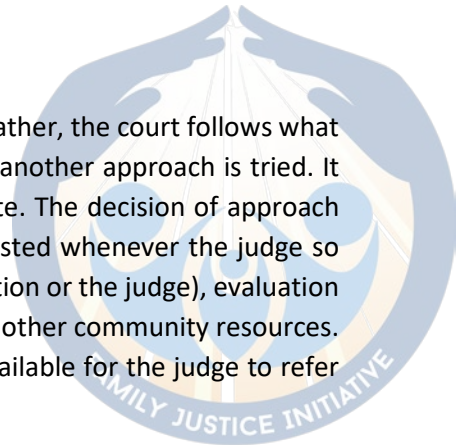 ather, the court follows what
another approach is tried. It
te. The decision of approach
sted whenever the judge so
tion or the judge), evaluation
other community resources.
ailable for the judge to refer
FAMILY JUSTICE INITIATIVE